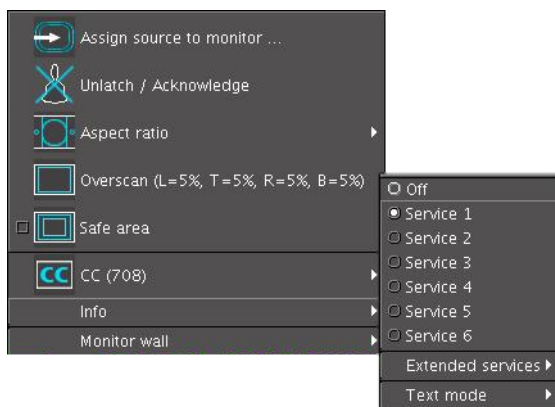 Assign source to monitor ...
Unlatch / Acknowledge
Aspect ratio
Overscan (L=5%, T=5%, R=5%, B=5%)
Safe area
CC CC (708)
Info
Monitor wall
Off
Service 1
Service 2
Service 3
Service 4
Service 5
Service 6
Extended services
Text mode